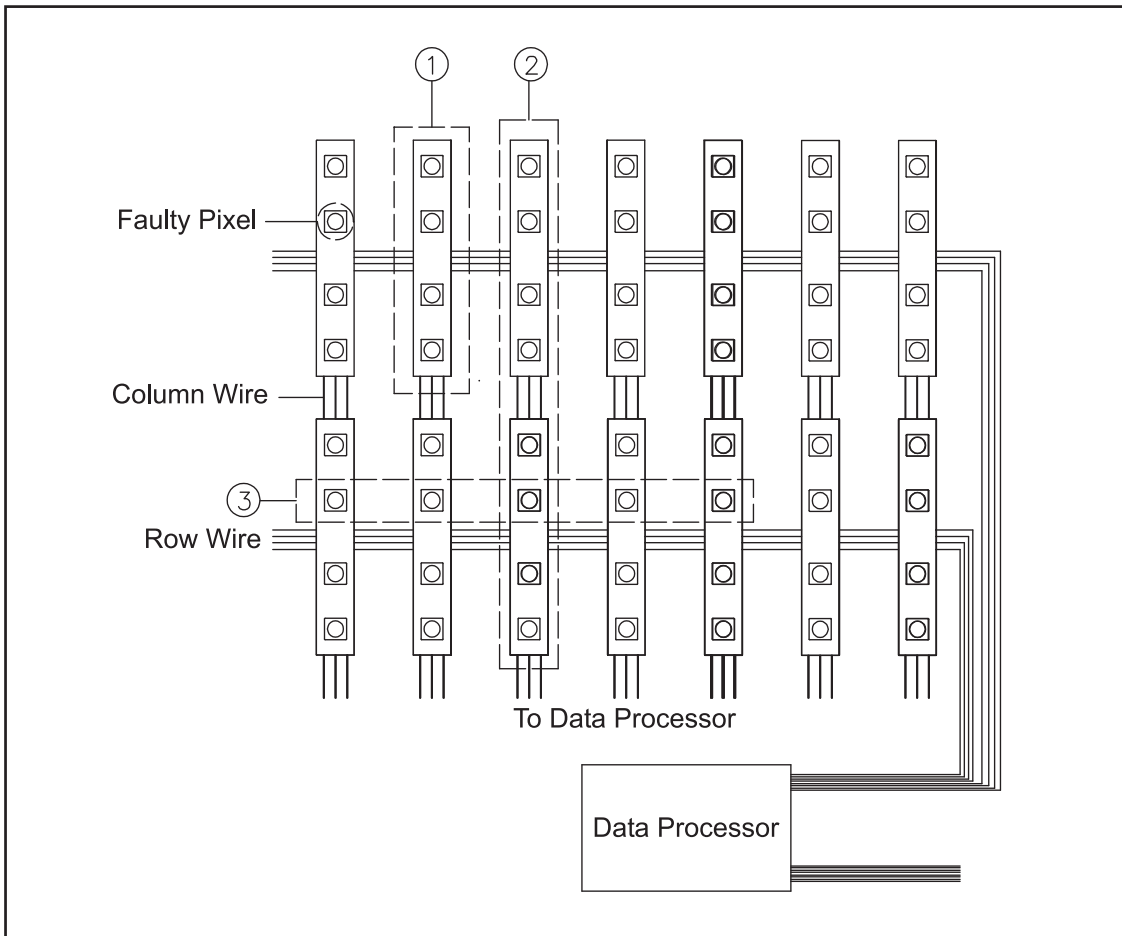 1
2
Faulty Pixel
Column Wire
3
Row Wire
To Data Processor
Data Processor